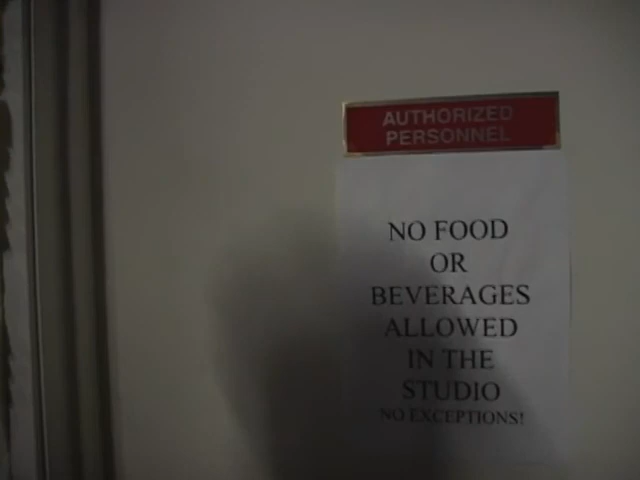 AUTHORIZED
PERSONNEL
NO FOOD
OR
BEVERAGES
ALLOWED
IN THE
STUDIO
NO EXCEPTIONS!